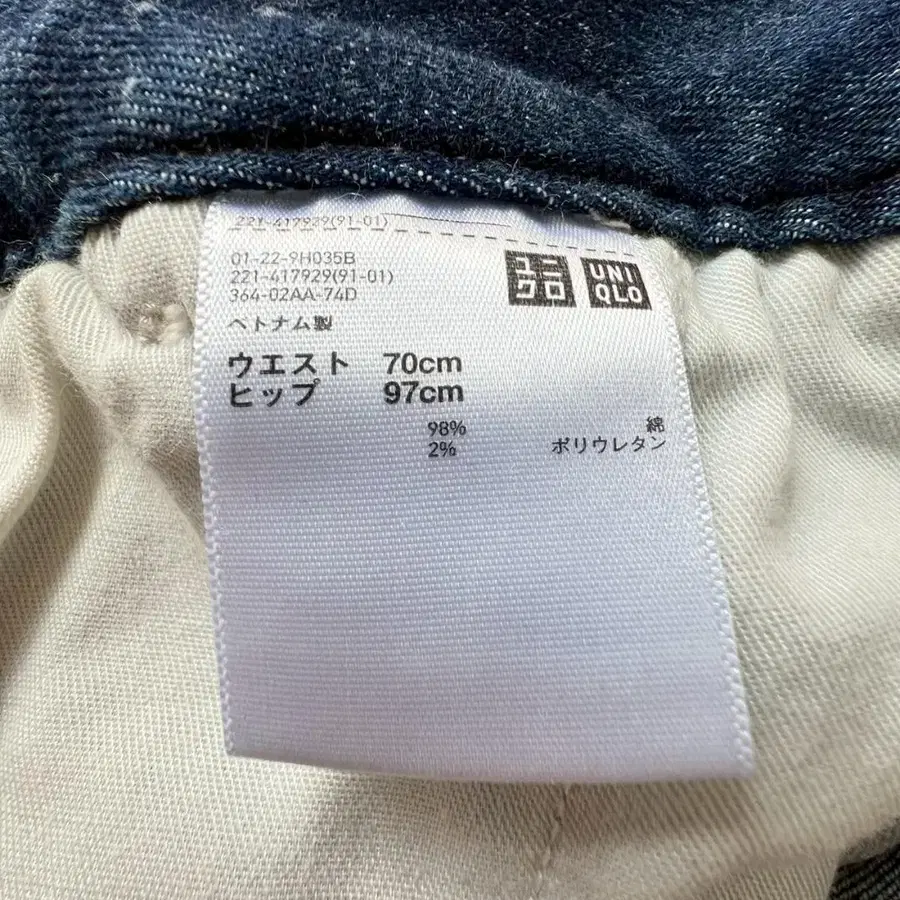 221-417929(91-01)
01-22-9H035B
221-417929(91-01)
364-02AA-74D
ユニ
クロ
UNI
QLO
ベトナム製
ウエスト 70cm
ヒップ 97cm
98% 綿
2% ポリウレタン